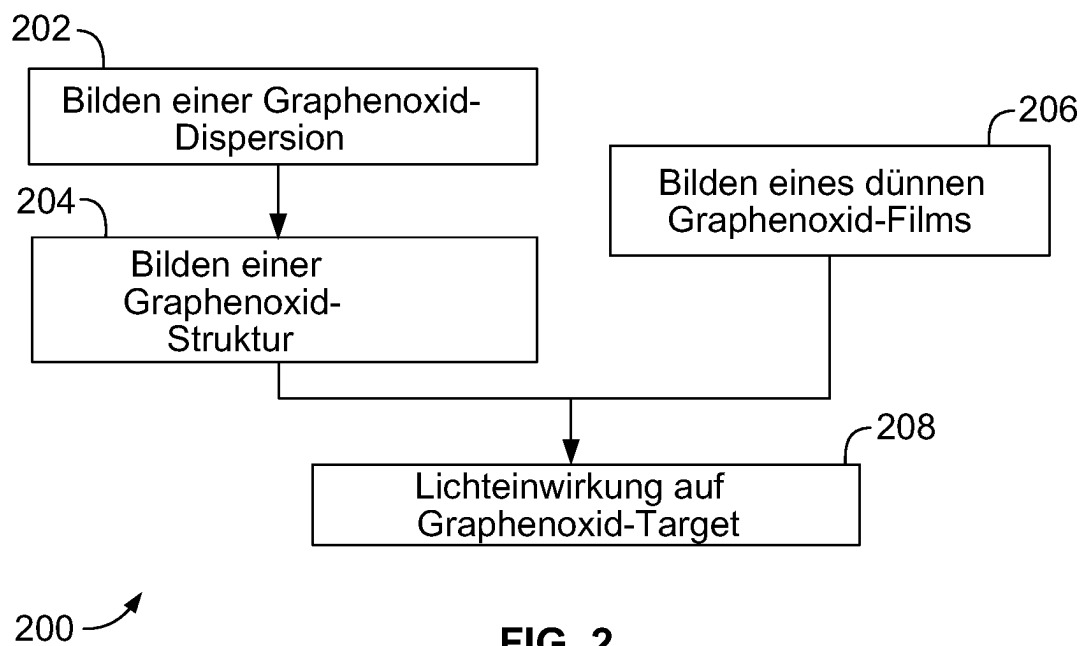 202
Bilden einer Graphenoxid-
Dispersion
206
Bilden eines dünnen
Graphenoxid-Films
204
Bilden einer
Graphenoxid-
Struktur
208
Lichteinwirkung auf
Graphenoxid-Target
200
FIG. 2